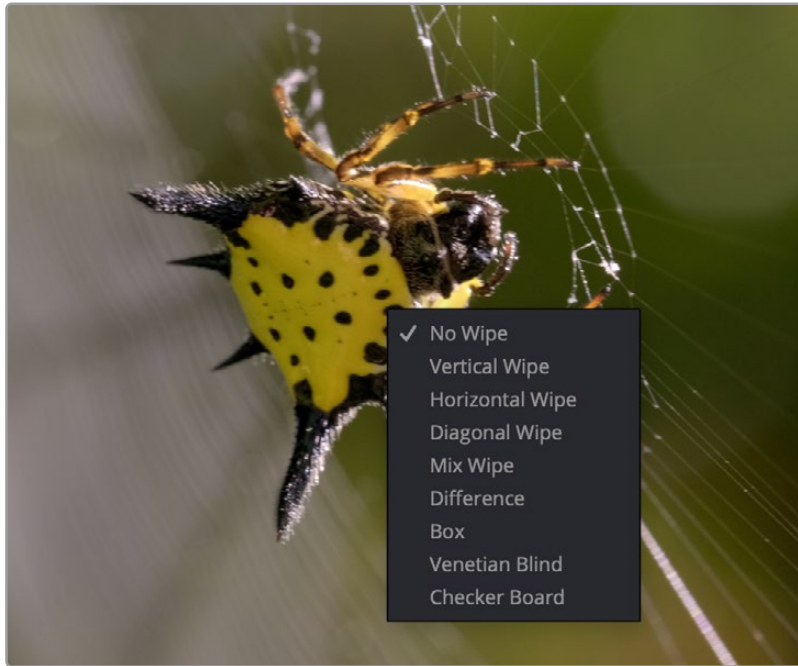 No Wipe
Vertical Wipe
Horizontal Wipe
Diagonal Wipe
Mix Wipe
Difference
Box
Venetian Blind
Checker Board